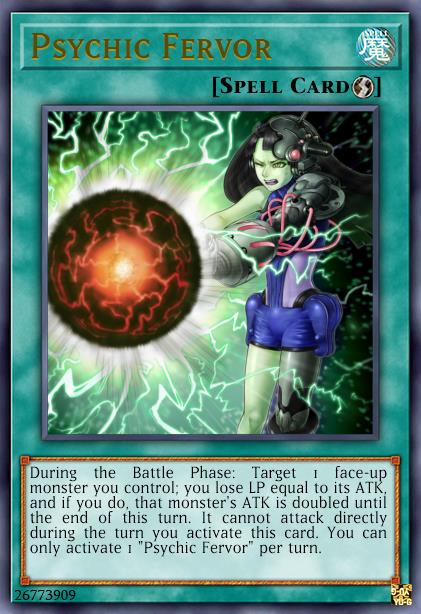 Psychic Fervor
SPELL
魔
[Spell Card]
During the Battle Phase: Target 1 face-up
monster you control; you lose LP equal to its ATK,
and if you do, that monster's ATK is doubled until
the end of this turn. It cannot attack directly
during the turn you activate this card. You can
only activate 1 "Psychic Fervor" per turn.
26773909